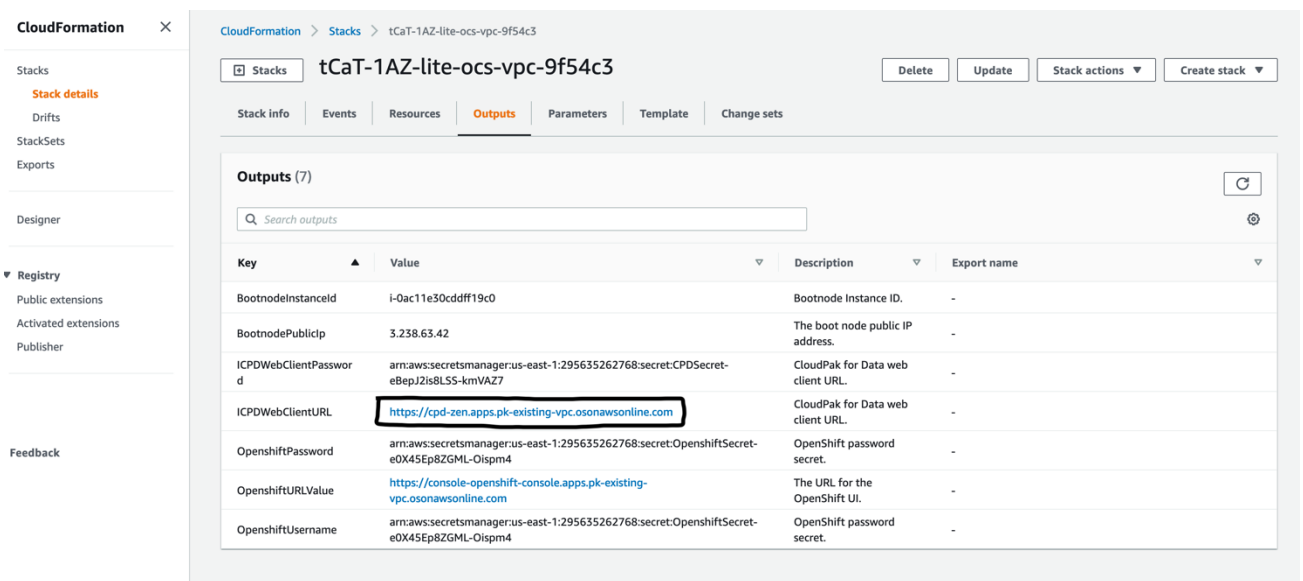 CloudFormation
Stacks
Stack details
Drifts
StackSets
Exports
Designer
Registry
Public extensions
Activated extensions
Publisher
Feedback
CloudFormation > Stacks > tCaT-1AZ-lite-ocs-vpc-9f54c3
Stacks
tCaT-1AZ-lite-ocs-vpc-9f54c3
Delete Update Stack actions Create stack
Stack info Events Resources Outputs Parameters Template Change sets
Outputs (7)
Search outputs
Key Value Description Export name
BootnodeInstanceId i-0ac11e30cddff19c0 Bootnode Instance ID. -
BootnodePublicIp 3.238.63.42 The boot node public IP
address. -
ICPDWebClientPasswor arn:aws:secretsmanager:us-east-1:295635262768:secret:CPDSecret- CloudPak for Data web
d eBepJ2is8LSS-kmVAZ7 client URL. -
ICPDWebClientURL https://cpd-zen.apps.pk-existing-vpc.osonawsonline.com CloudPak for Data web
client URL. -
OpenshiftPassword arn:aws:secretsmanager:us-east-1:295635262768:secret:OpenshiftSecret- OpenShift password
e0X45Ep8ZGML-Oispm4 secret. -
OpenshiftURLValue https://console-openshift-console.apps.pk-existing- The URL for the
vpc.osonawsonline.com OpenShift UI. -
OpenshiftUsername arn:aws:secretsmanager:us-east-1:295635262768:secret:OpenshiftSecret- OpenShift password
e0X45Ep8ZGML-Oispm4 secret. -